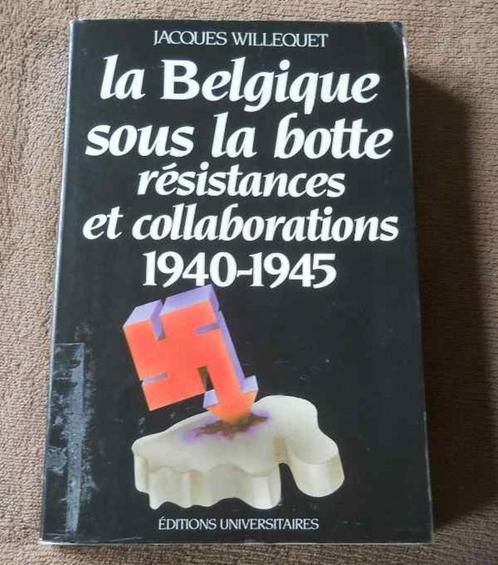 JACQUES WILLEQUET
la Belgique
sous la botte
résistances
et collaborations
1940-1945
ÉDITIONS UNIVERSITAIRES